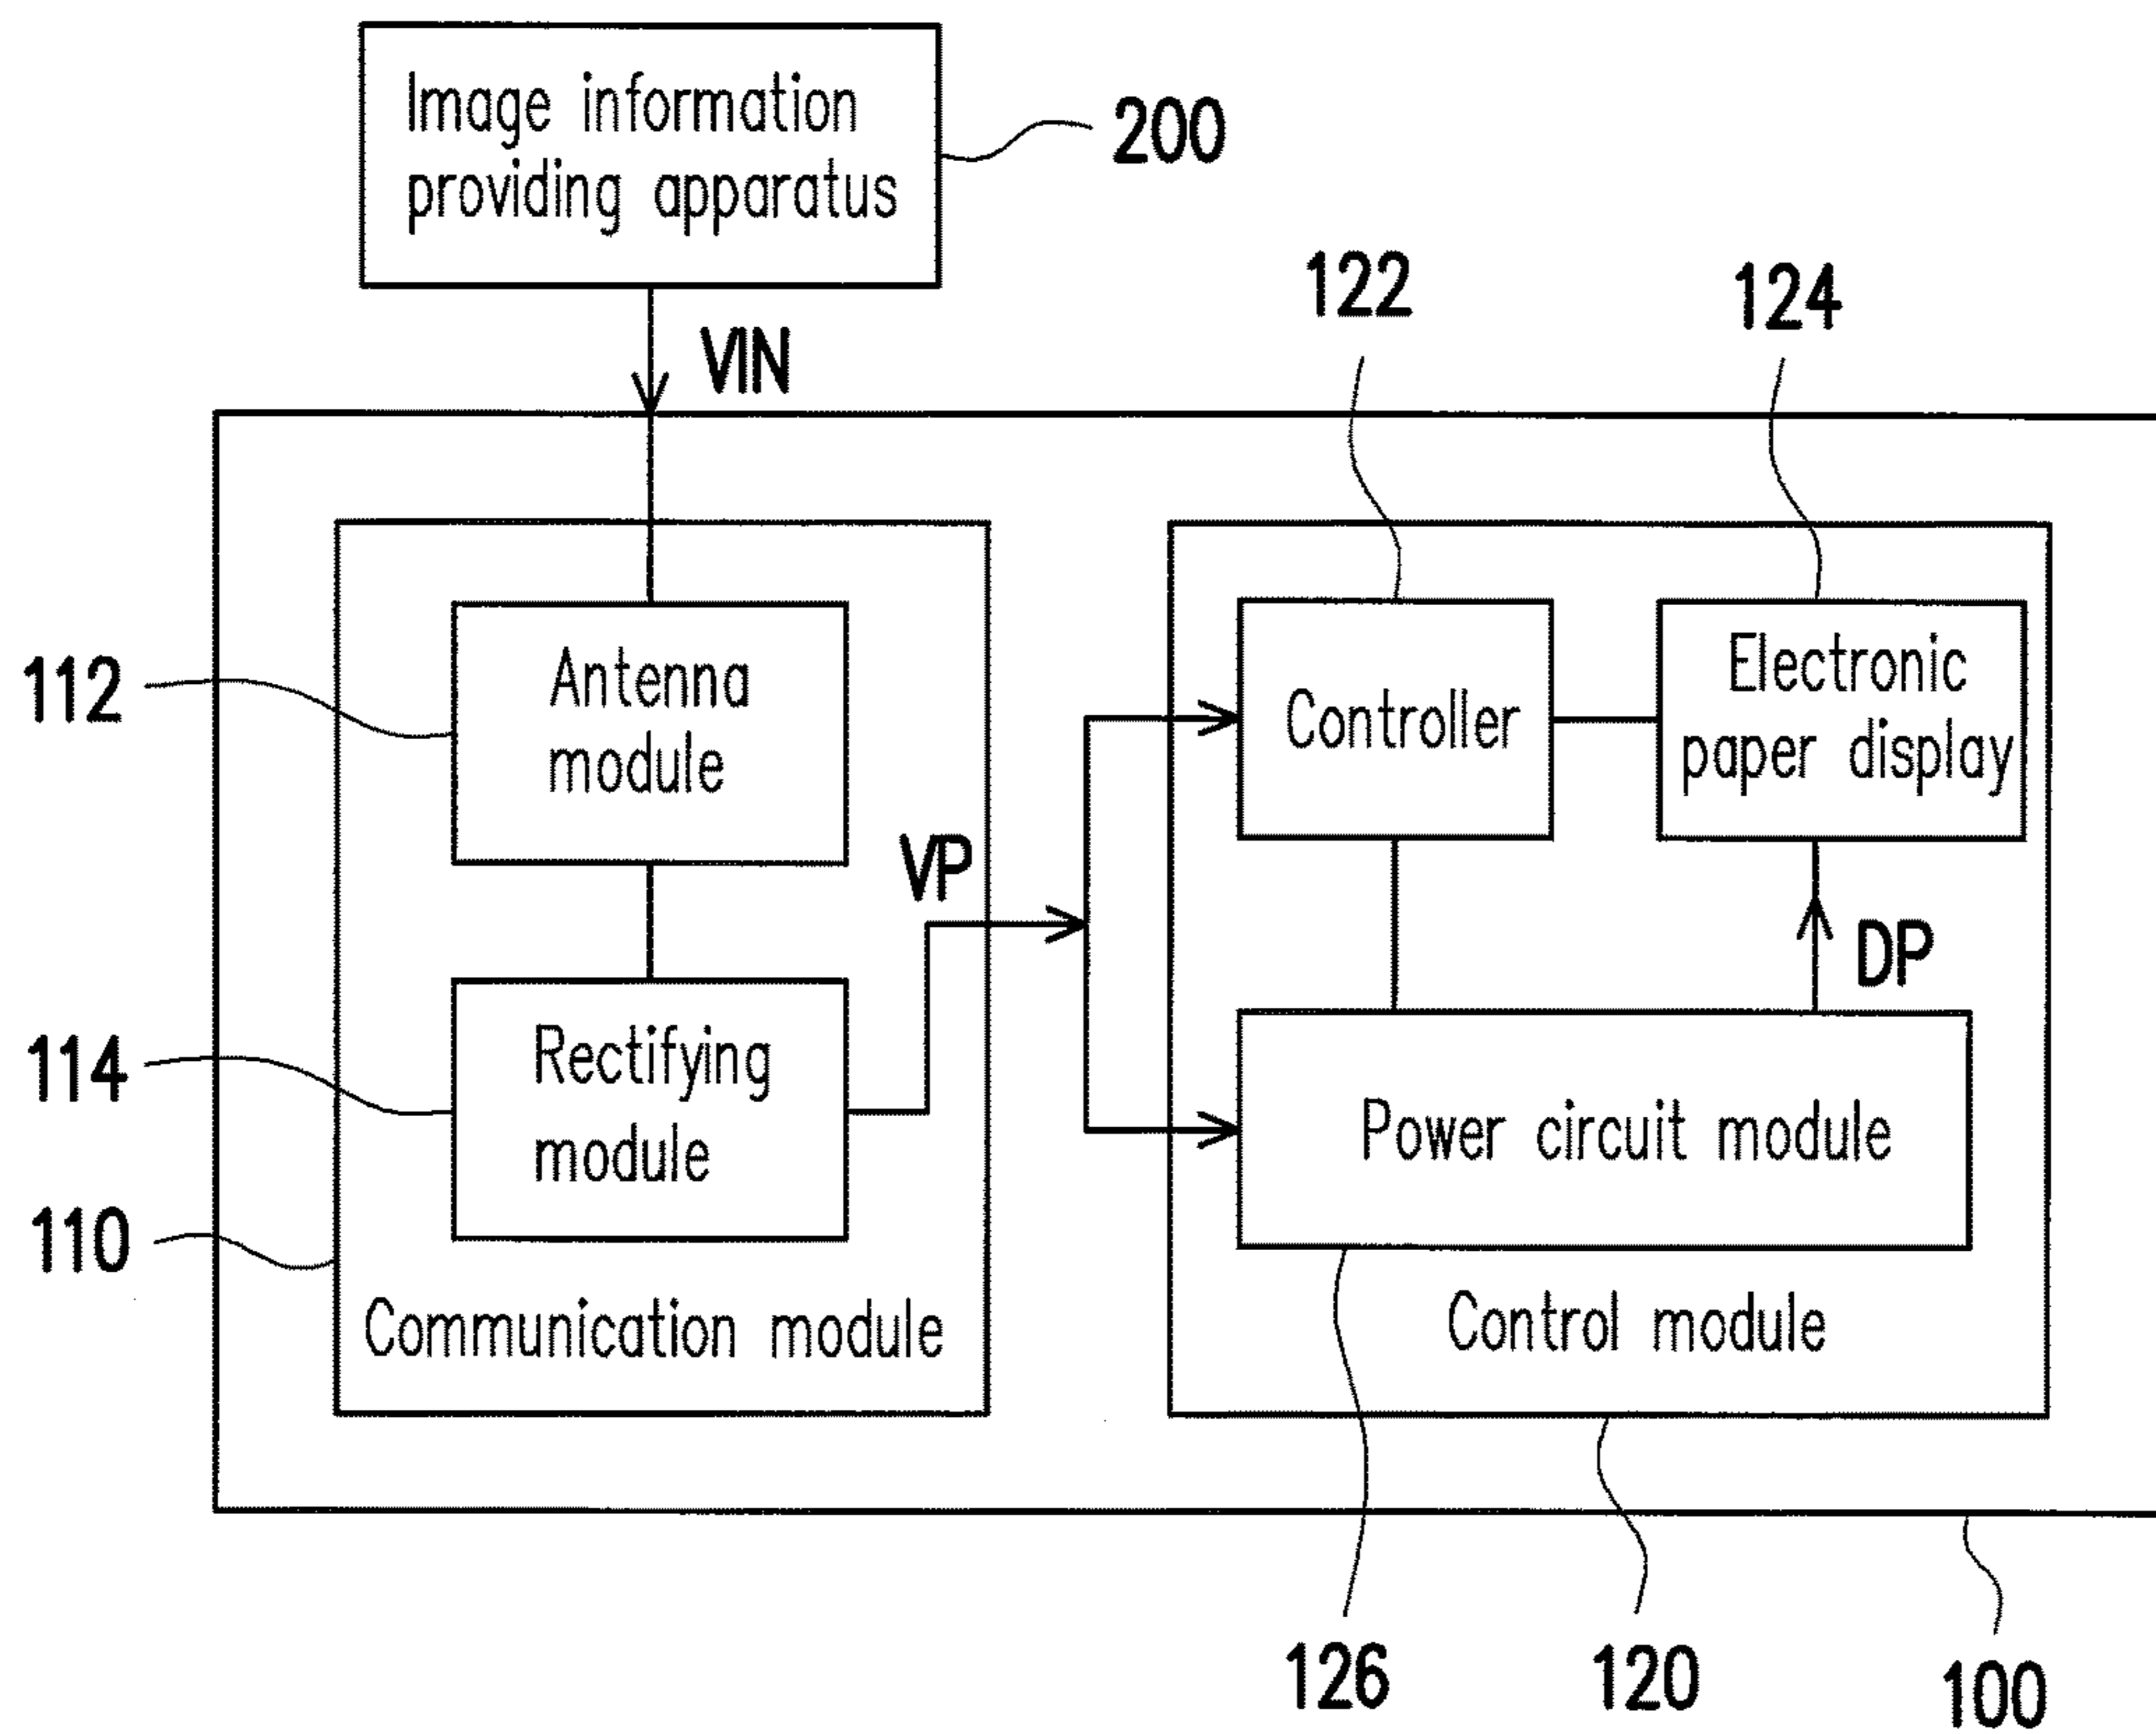 Image information
providing apparatus
200
VIN
122
124
112
Antenna
module
Controller
Electronic
paper display
VP
DP
114
Rectifying
module
Power circuit module
110
Communication module
Control module
126
120
100